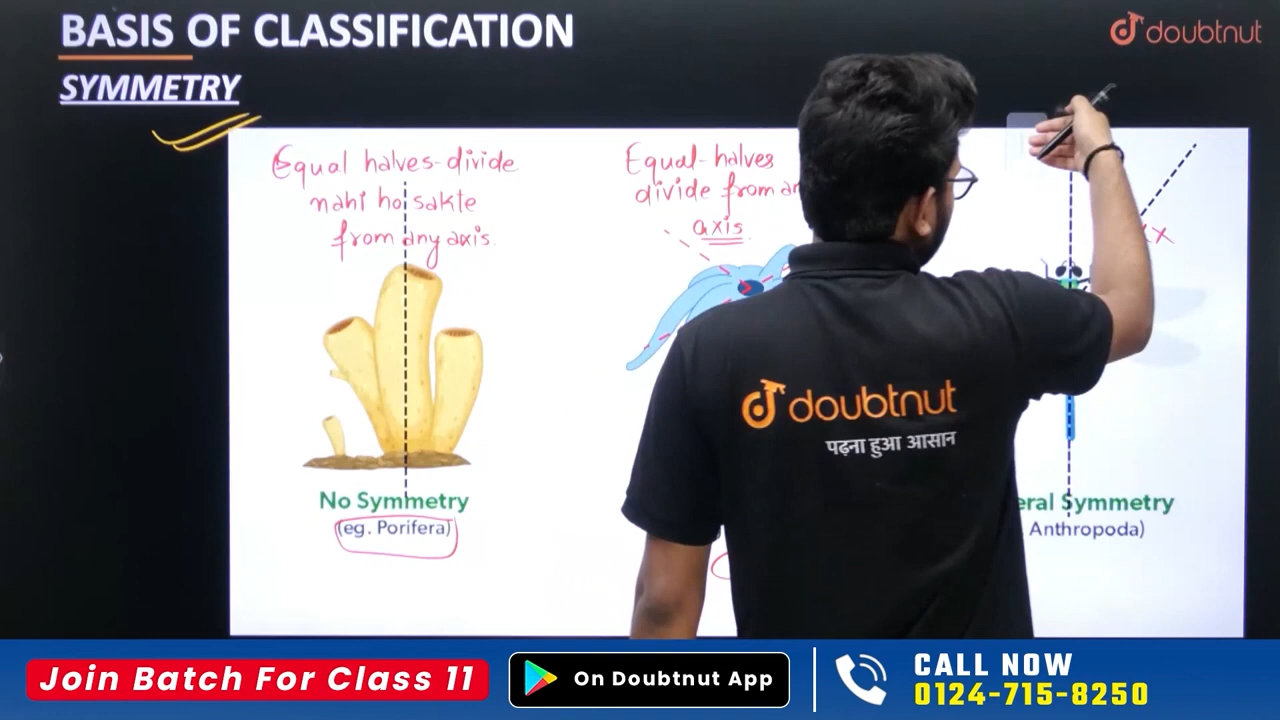 BASIS OF CLASSIFICATION
SYMMETRY
doubtnut
Equal halves-divide
nahi ho sakte
from any axis.
Equal-halves
divide from
axis
xx
No Symmetry
(eg. Porifera)
Symmetry
Anthropoda)
doubtnut
पढ़ना हुआ आसान
Join Batch For Class 11
On Doubtnut App
CALL NOW
0124-715-8250